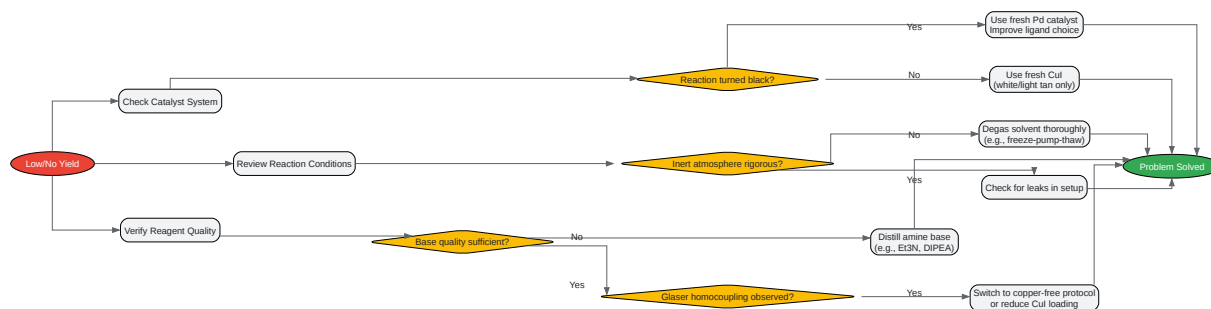 Yes
Use fresh Pd catalyst
Improve ligand choice
Reaction turned black?
No
Use fresh CuI
(white/light tan only)
Check Catalyst System
Low/No Yield
Review Reaction Conditions
Inert atmosphere rigorous?
No
Degas solvent thoroughly
(e.g., freeze-pump-thaw)
Yes
Check for leaks in setup
Problem Solved
Verify Reagent Quality
Base quality sufficient?
No
Distill amine base
(e.g., Et3N, DIPEA)
Yes
Glaser homocoupling observed?
Yes
Switch to copper-free protocol
or reduce CuI loading